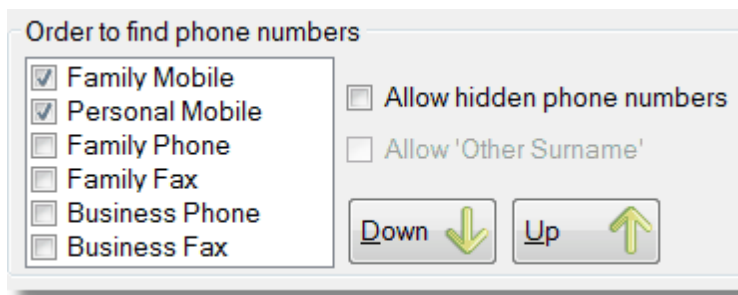 Order to find phone numbers
Family Mobile
Personal Mobile
Family Phone
Family Fax
Business Phone
Business Fax
Allow hidden phone numbers
Allow 'Other Surname'
Down
Up